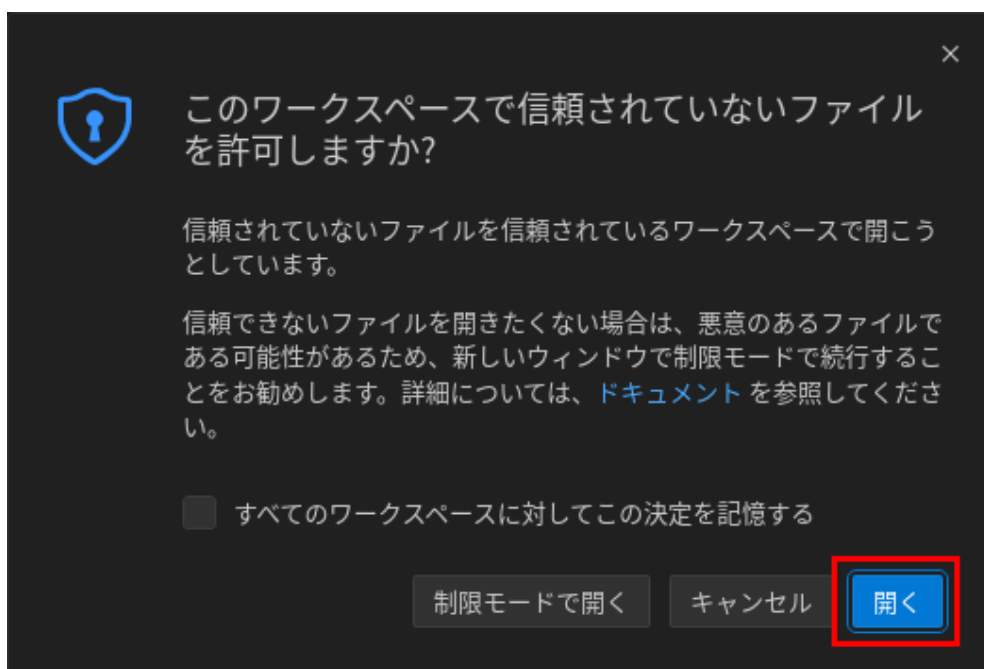 このワークスペースで信頼されていないファイル
を許可しますか?
信頼されていないファイルを信頼されているワークスペースで開こう
としています。
信頼できないファイルを開きたくない場合は、悪意のあるファイルで
ある可能性があるため、新しいウィンドウで制限モードで続行するこ
とをお勧めします。詳細については、ドキュメント を参照してくださ
い。
すべてのワークスペースに対してこの決定を記憶する
制限モードで開く キャンセル 開く